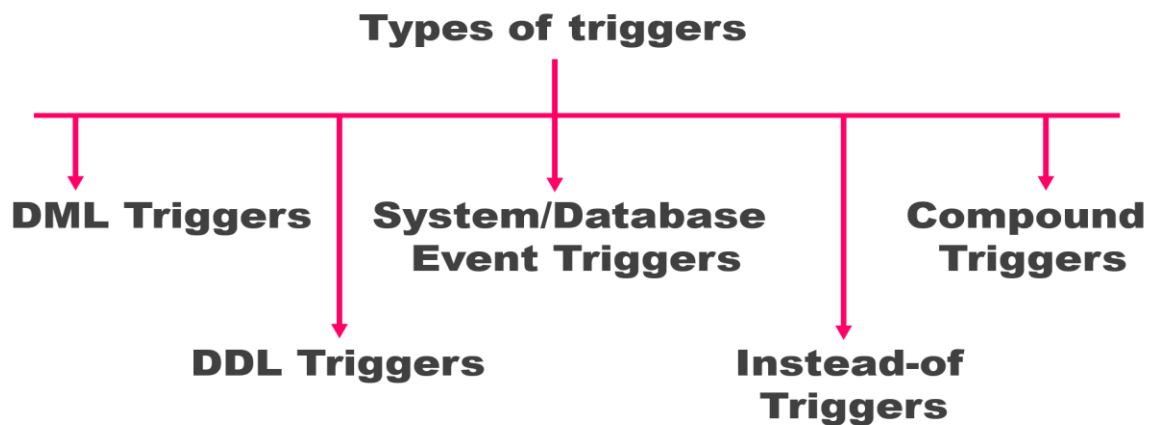 Types of triggers
DML Triggers
System/Database
Event Triggers
Compound
Triggers
DDL Triggers
Instead-of
Triggers